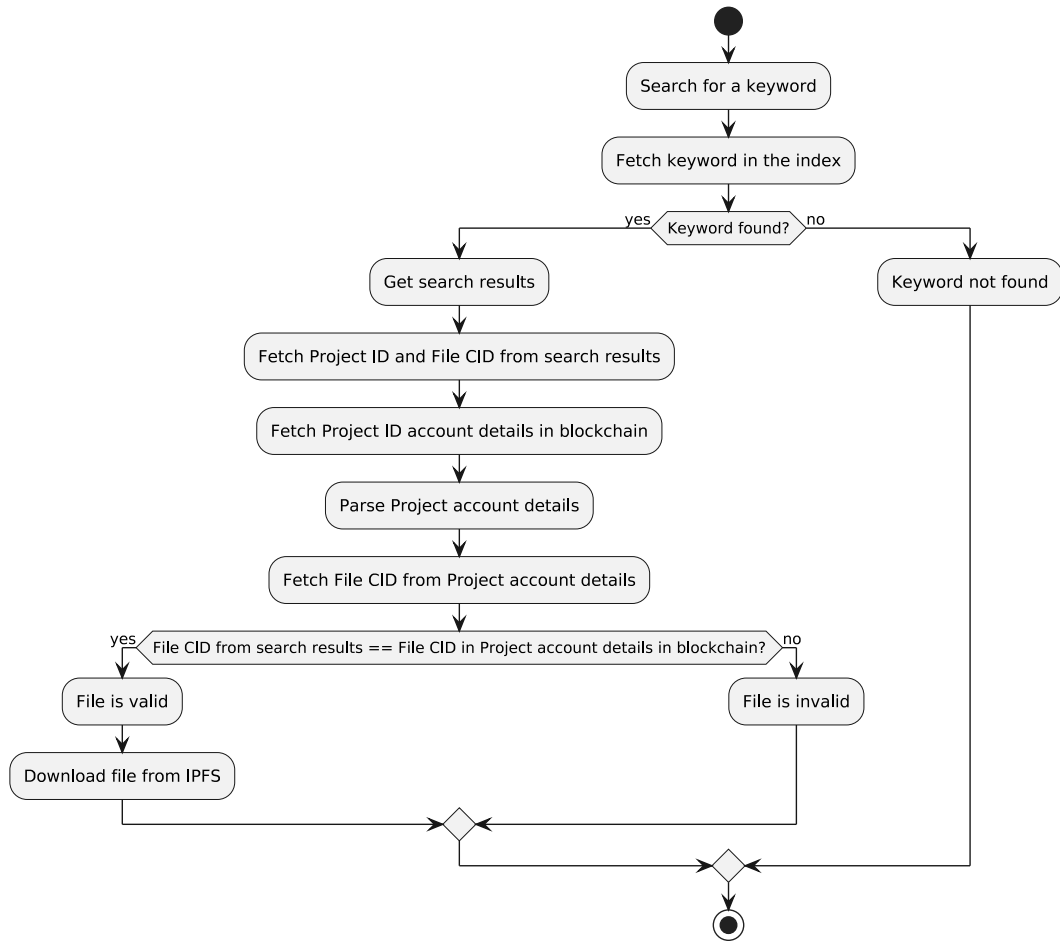 Search for a keyword
Fetch keyword in the index
yes
Keyword found?
no
Get search results
Keyword not found
Fetch Project ID and File CID from search results
Fetch Project ID account details in blockchain
Parse Project account details
Fetch File CID from Project account details
yes
File CID from search results == File CID in Project account details in blockchain?
no
File is valid
File is invalid
Download file from IPFS